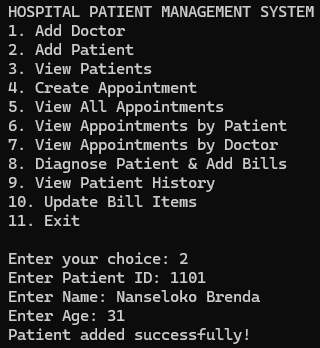 HOSPITAL PATIENT MANAGEMENT SYSTEM
1. Add Doctor
2. Add Patient
3. View Patients
4. Create Appointment
5. View All Appointments
6. View Appointments by Patient
7. View Appointments by Doctor
8. Diagnose Patient & Add Bills
9. View Patient History
10. Update Bill Items
11. Exit
Enter your choice: 2
Enter Patient ID: 1101
Enter Name: Nanseloko Brenda
Enter Age: 31
Patient added successfully!